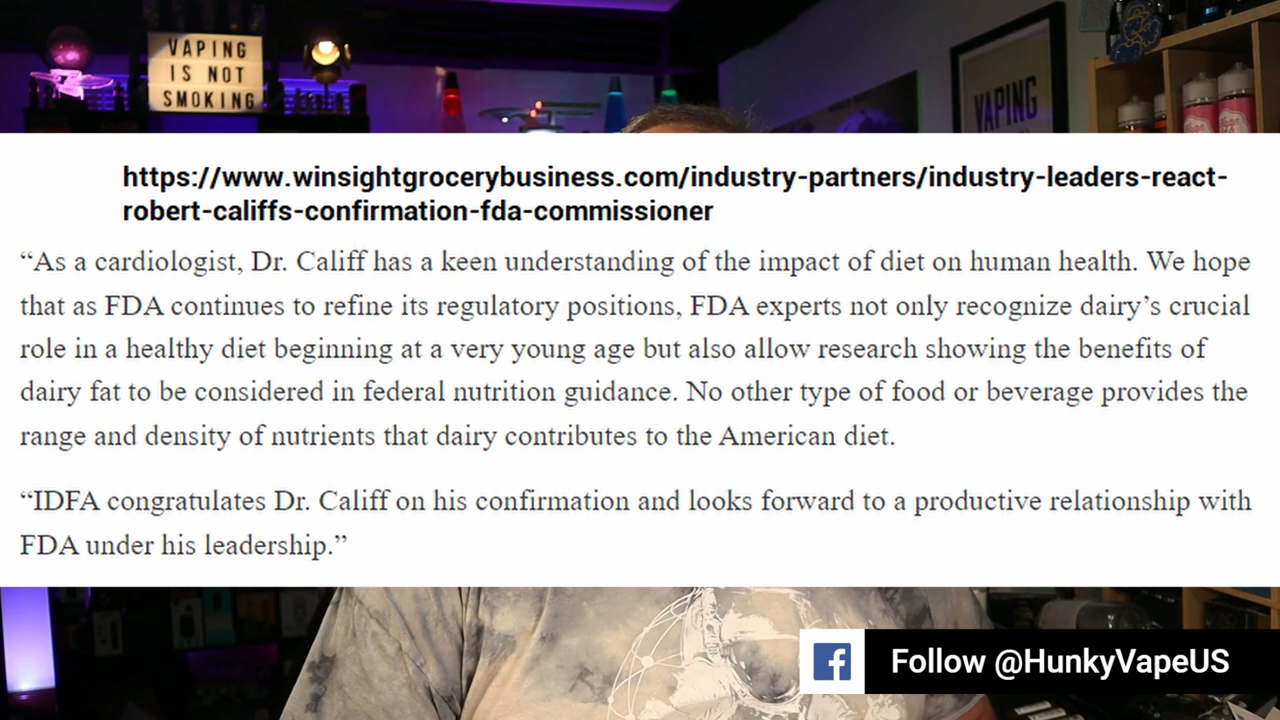 VAPING
IS NOT
SMOKING
VAPING
https://www.winsightgrocerybusiness.com/industry-partners/industry-leaders-react-
robert-califfs-confirmation-fda-commissioner
“As a cardiologist, Dr. Califf has a keen understanding of the impact of diet on human health. We hope
that as FDA continues to refine its regulatory positions, FDA experts not only recognize dairy’s crucial
role in a healthy diet beginning at a very young age but also allow research showing the benefits of
dairy fat to be considered in federal nutrition guidance. No other type of food or beverage provides the
range and density of nutrients that dairy contributes to the American diet.
“IDFA congratulates Dr. Califf on his confirmation and looks forward to a productive relationship with
FDA under his leadership.”
Follow @HunkyVapeUS